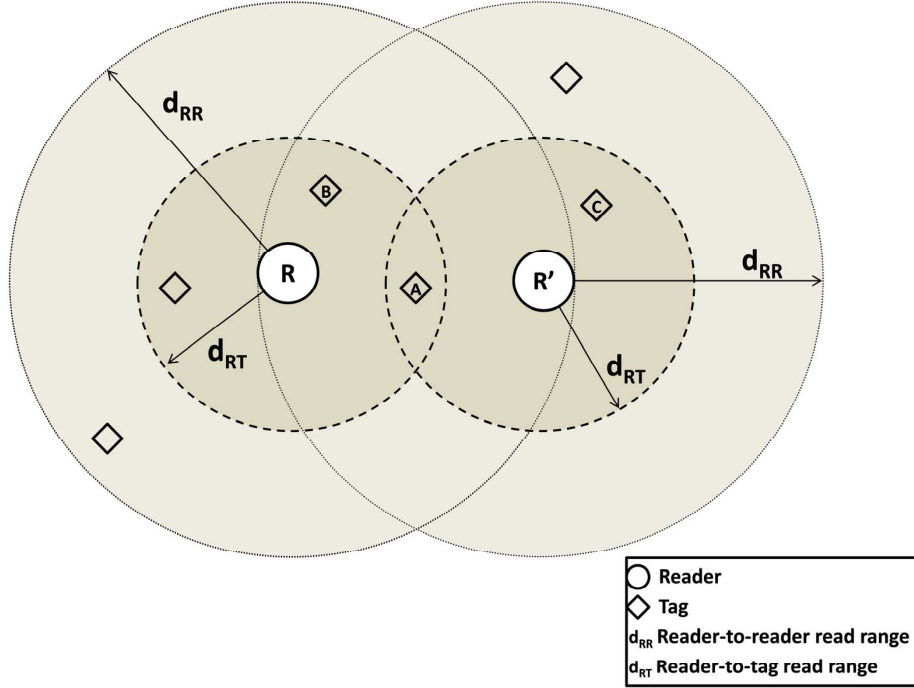 d_RR
B
C
R
R’
A
d_RR
d_RT
d_RT
Reader
Tag
d_RR Reader-to-reader read range
d_RT Reader-to-tag read range